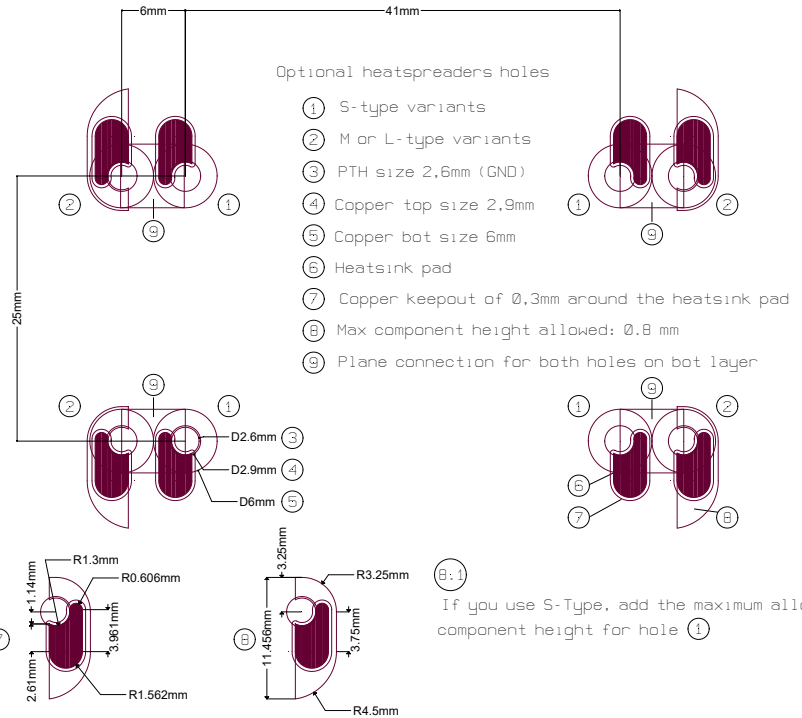 6mm
41mm
Optional heatspreaders holes
1 S-type variants
2 M or L-type variants
3 PTH size 2,6mm (GND)
4 Copper top size 2,9mm
5 Copper bot size 6mm
6 Heatsink pad
7 Copper keepout of 0,3mm around the heatsink pad
8 Max component height allowed: 0.8 mm
9 Plane connection for both holes on bot layer
2
9
1
1
9
2
25mm
2
9
1
1
9
2
D2.6mm 3
D2.9mm 4
D6mm 5
6
7
8
R1.3mm
R0.606mm
1.14mm
3.961mm
2.61mm
R1.562mm
7
3.25mm
R3.25mm
11.456mm
3.75mm
R4.5mm
8
8:1
If you use S-Type, add the maximum
component height for hole 1